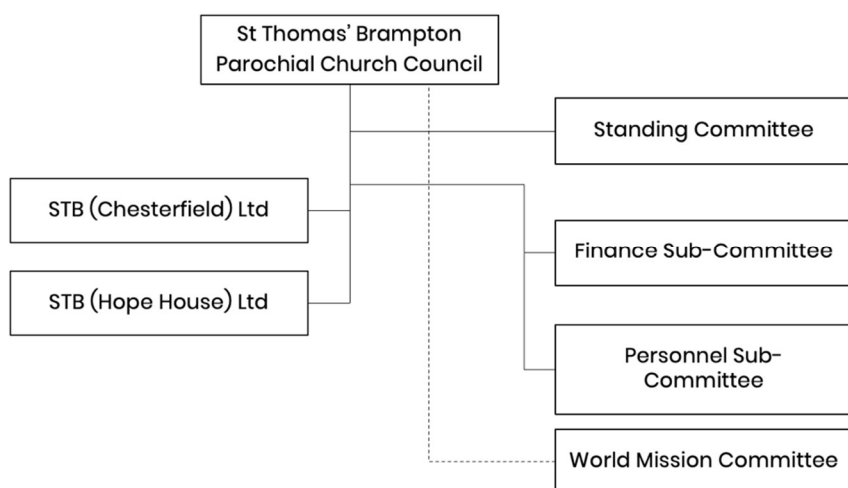 St Thomas’ Brampton
Parochial Church Council
Standing Committee
STB (Chesterfield) Ltd
Finance Sub-Committee
STB (Hope House) Ltd
Personnel Sub-
Committee
World Mission Committee